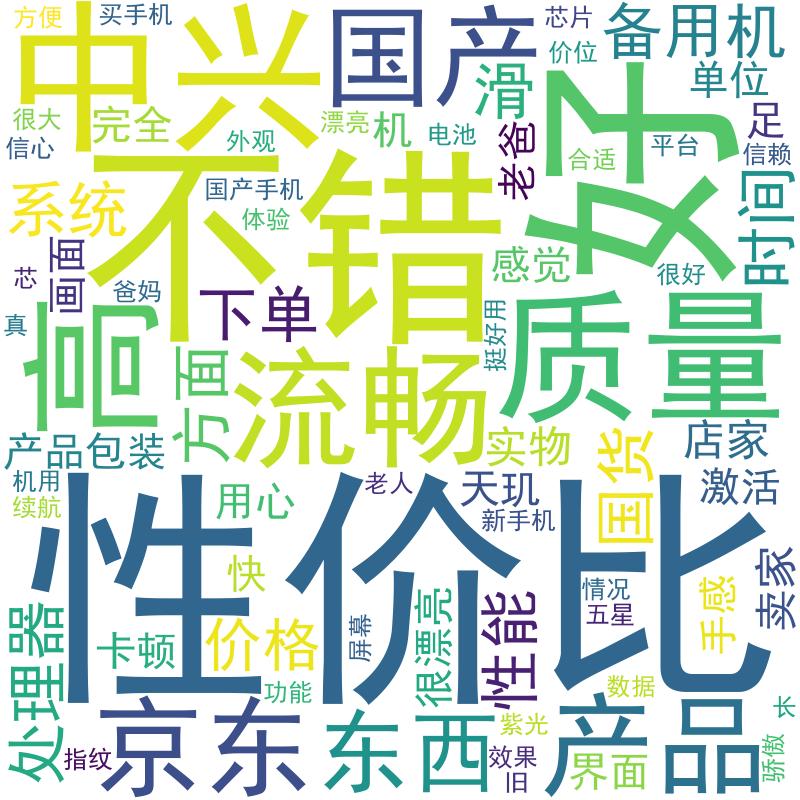 方便
买手机
中兴
国产
芯片
备用机
价位
单位
滑
好
很大
完全
漂亮
机
电池
老爸
足
信心
外观
合适
平台
信赖
不错
系统
国产手机
体验
时间
画面
感觉
很好
芯
爸妈
下单
挺好用
质量
真
高
方面
流畅
产品包装
实物
国货
店家
机用
续航
用心
老人
天玑
新手机
激活
性价比
快
情况
五星
手感
卖家
处理器
卡顿
价格
屏幕
很漂亮
性能
功能
数据
京东
东西
紫光
产品
长
指纹
效果
旧
界面
骄傲